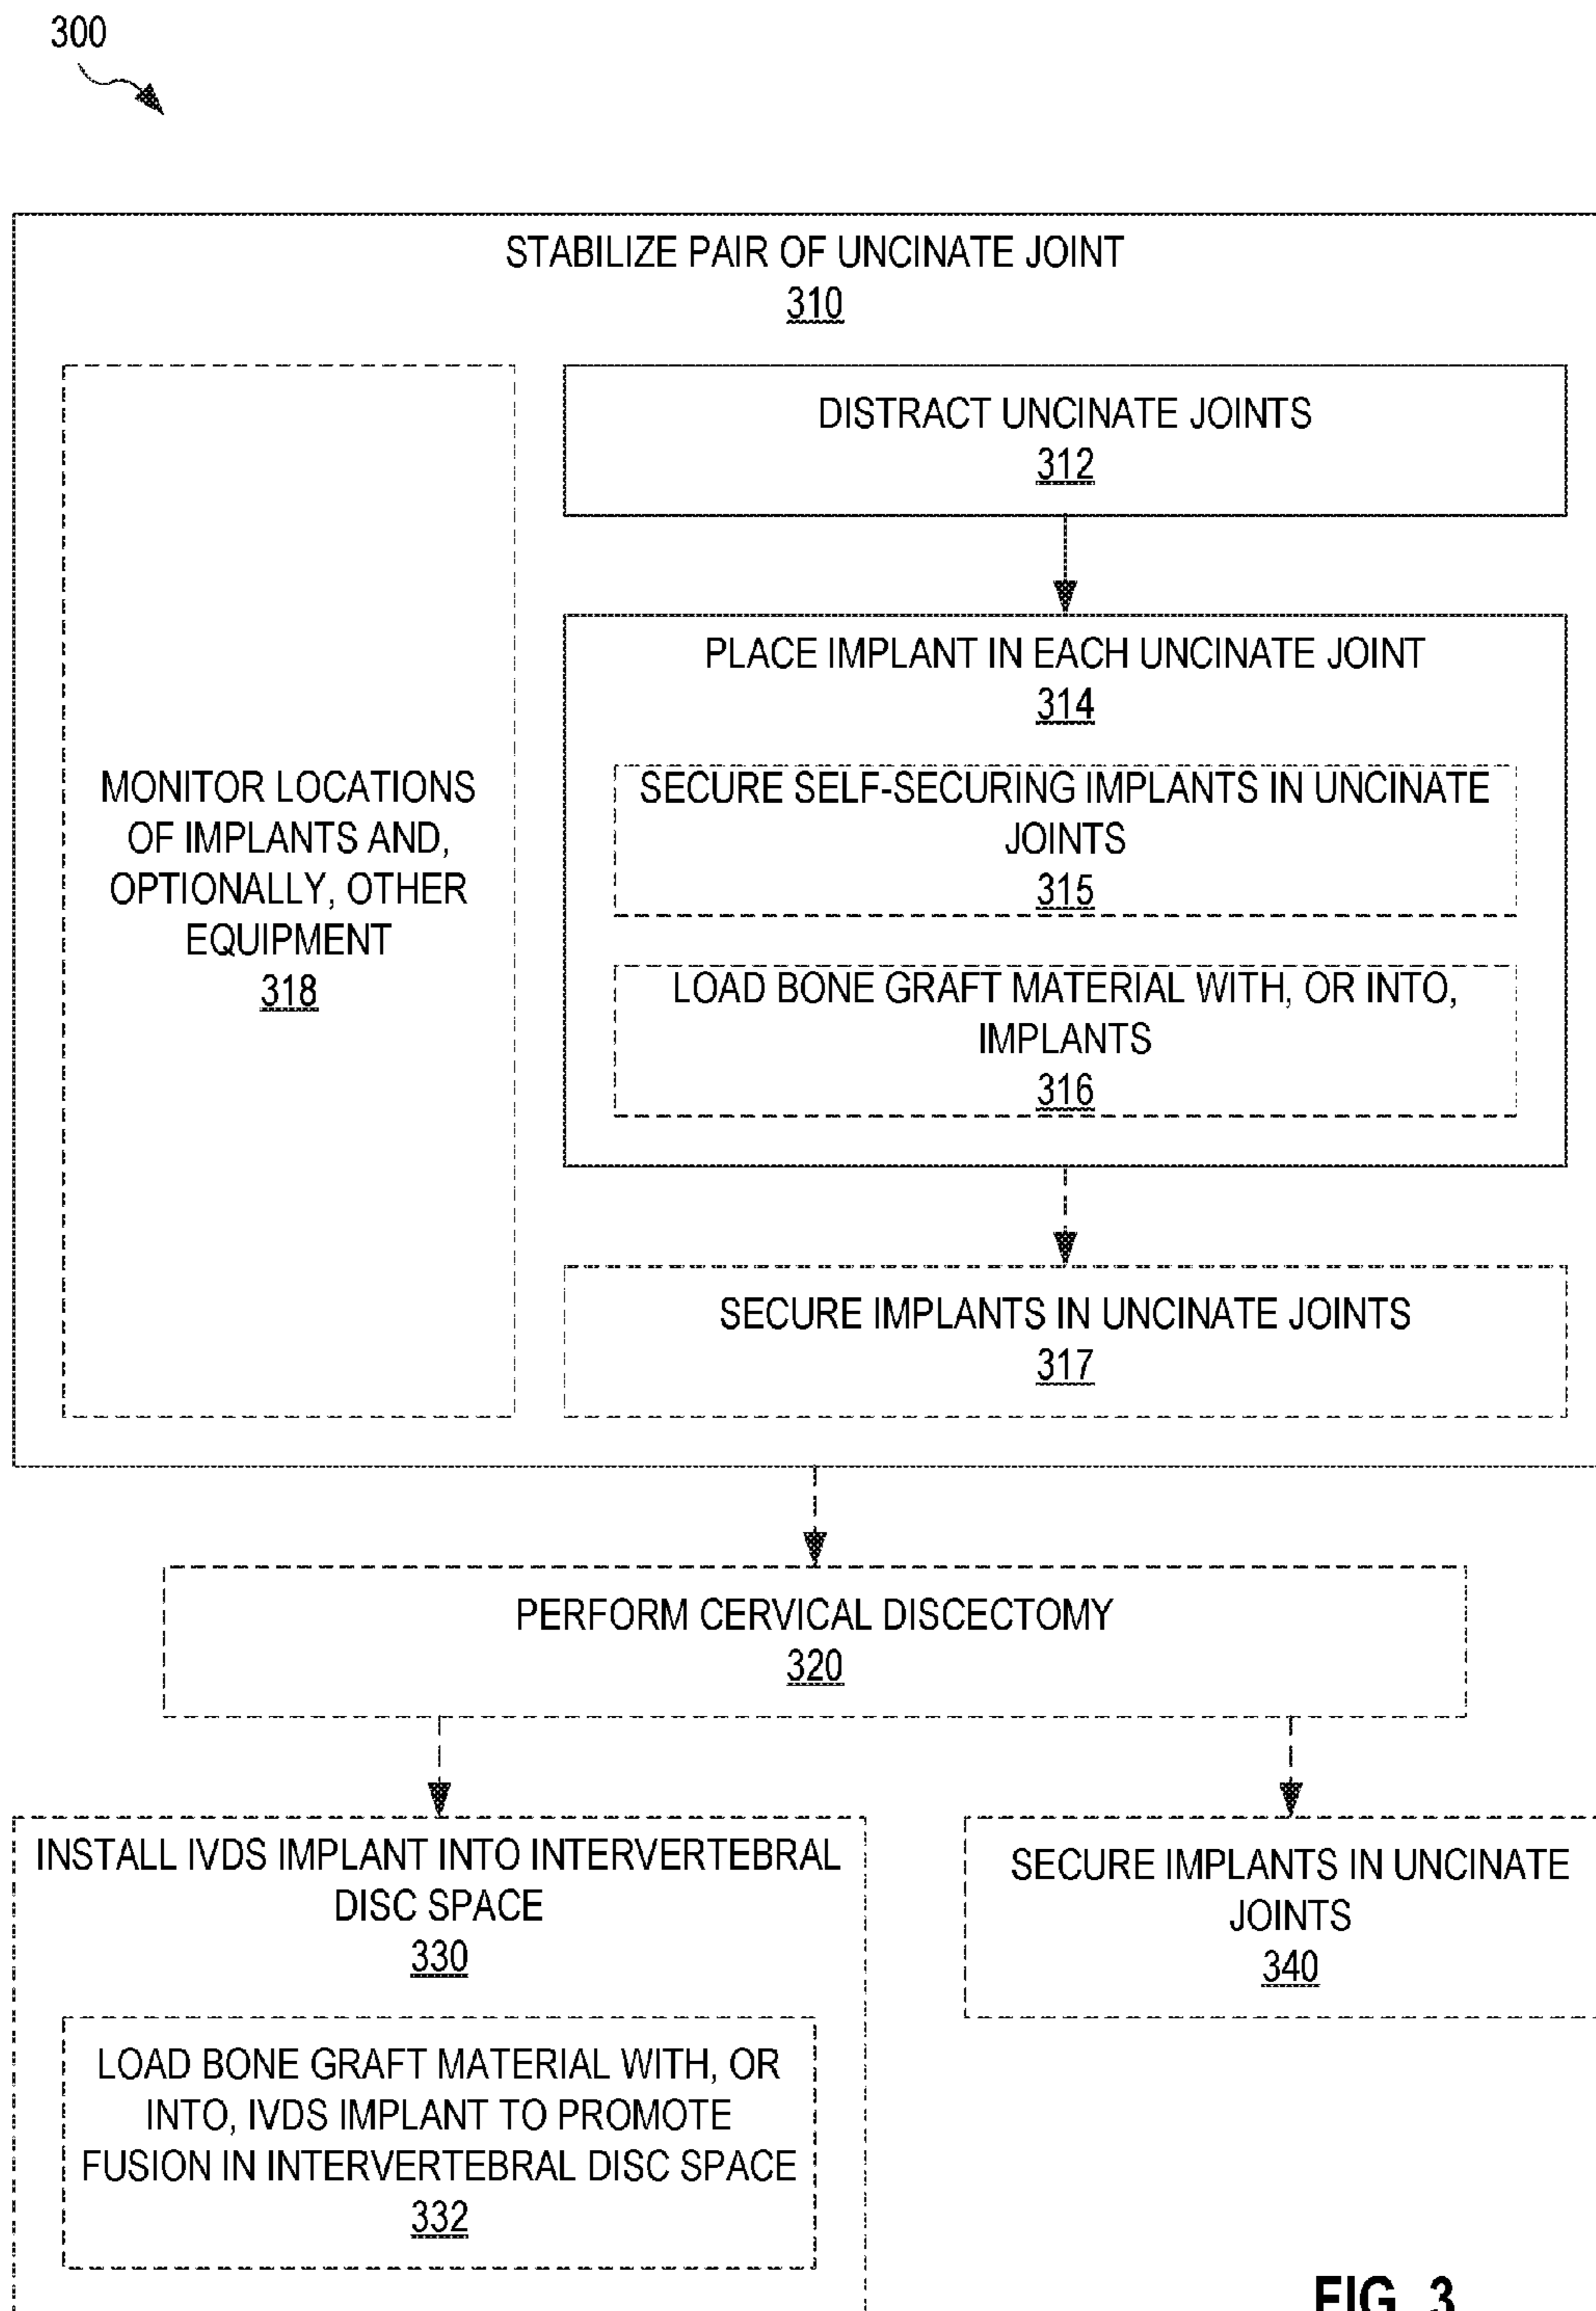 300
STABILIZE PAIR OF UNCINATE JOINT
310
DISTRACT UNCINATE JOINTS
312
PLACE IMPLANT IN EACH UNCINATE JOINT
314
SECURE SELF-SECURING IMPLANTS IN UNCINATE
JOINTS
315
LOAD BONE GRAFT MATERIAL WITH, OR INTO,
IMPLANTS
316
MONITOR LOCATIONS
OF IMPLANTS AND,
OPTIONALLY, OTHER
EQUIPMENT
318
SECURE IMPLANTS IN UNCINATE JOINTS
317
PERFORM CERVICAL DISCECTOMY
320
INSTALL IVDS IMPLANT INTO INTERVERTEBRAL
DISC SPACE
330
LOAD BONE GRAFT MATERIAL WITH, OR
INTO, IVDS IMPLANT TO PROMOTE
FUSION IN INTERVERTEBRAL DISC SPACE
332
SECURE IMPLANTS IN UNCINATE
JOINTS
340
FIG. 3